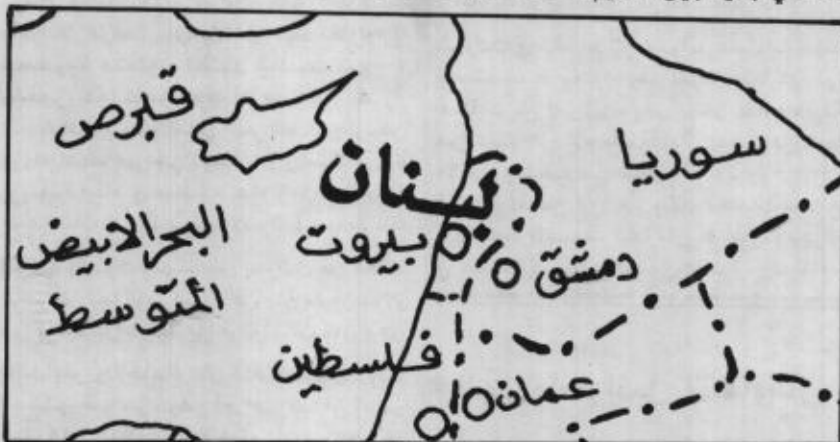 قبرص
سوريا
لبنان
البحر الابيض
المتوسط
بيروت
دمشق
فلسطين
عمان